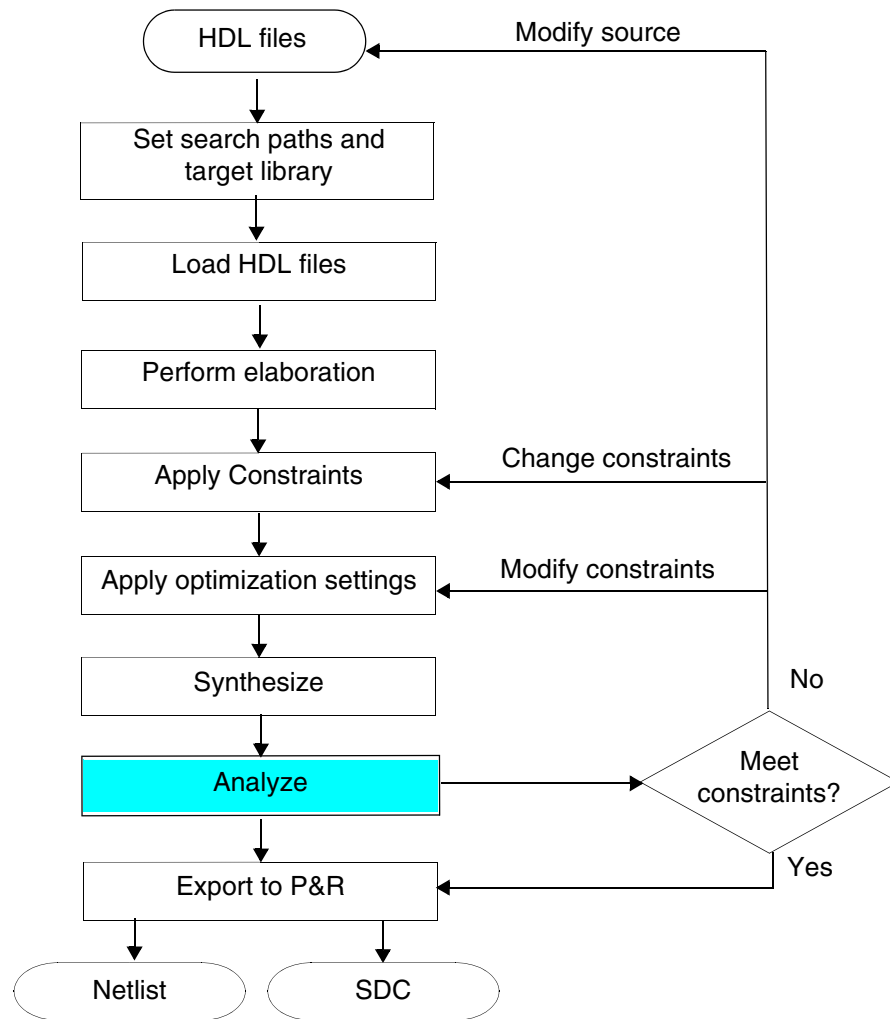 HDL files
Modify source
Set search paths and
target library
Load HDL files
Perform elaboration
Apply Constraints
Change constraints
Apply optimization settings
Modify constraints
Synthesize
No
Analyze
Meet
constraints?
Yes
Export to P&R
Netlist
SDC